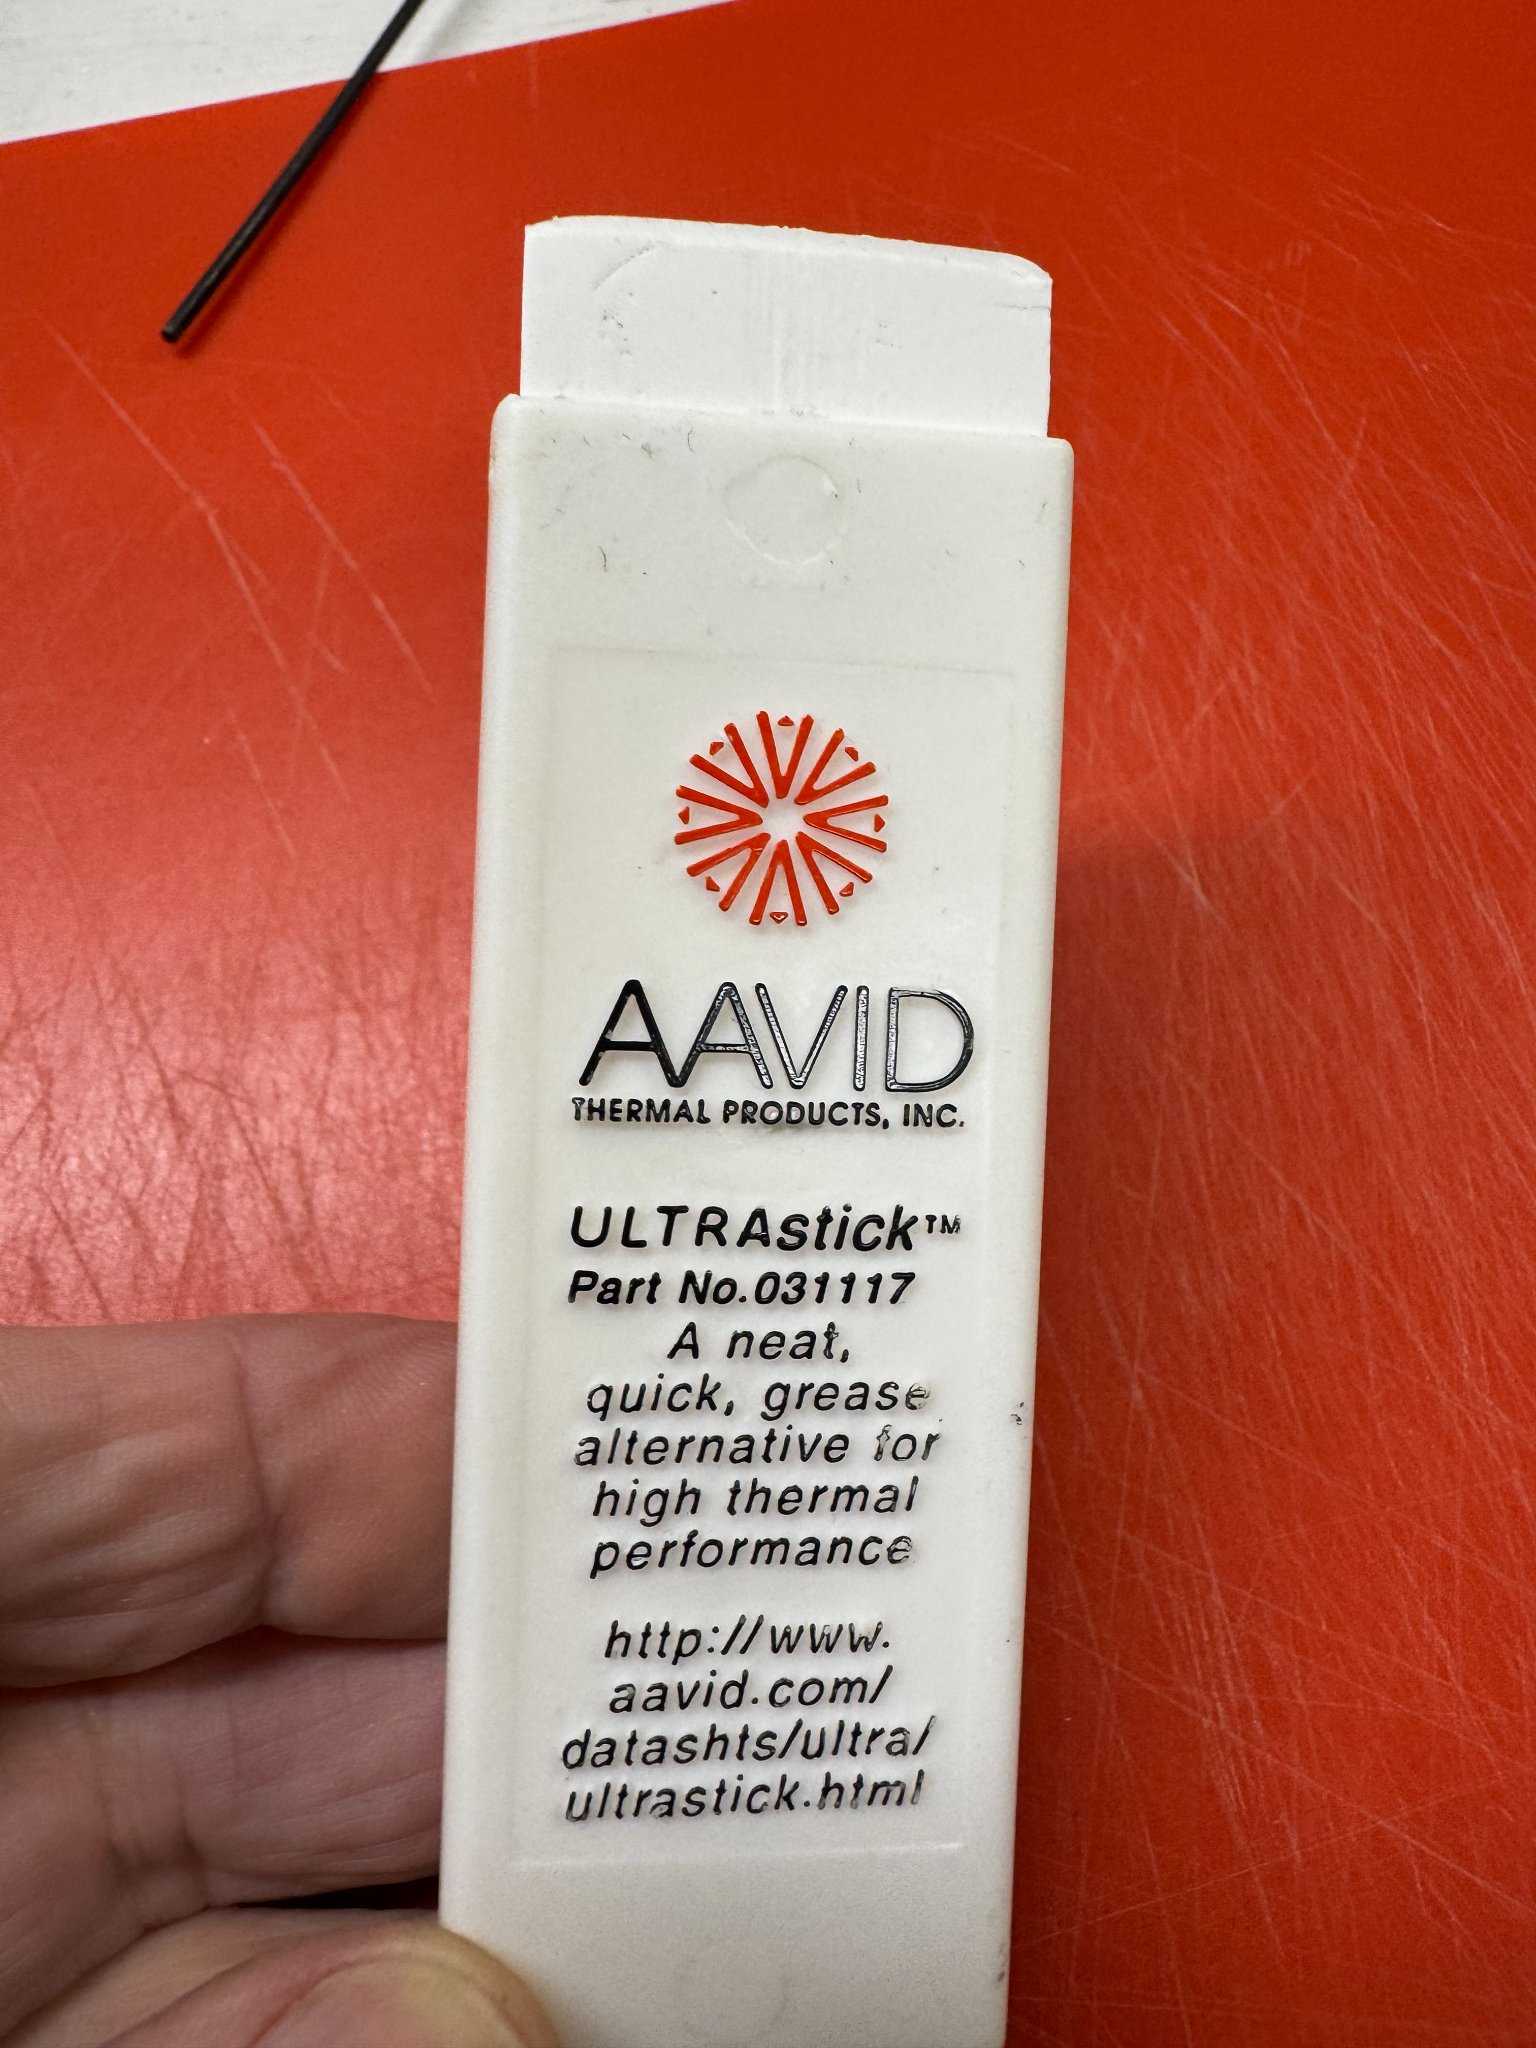 AAVID
THERMAL PRODUCTS, INC.
ULTRAstick™
Part No.031117
A neat,
quick, grease
alternative for
high thermal
performance
http://www.
aavid.com/
datashts/ultra/
ultrastick.html